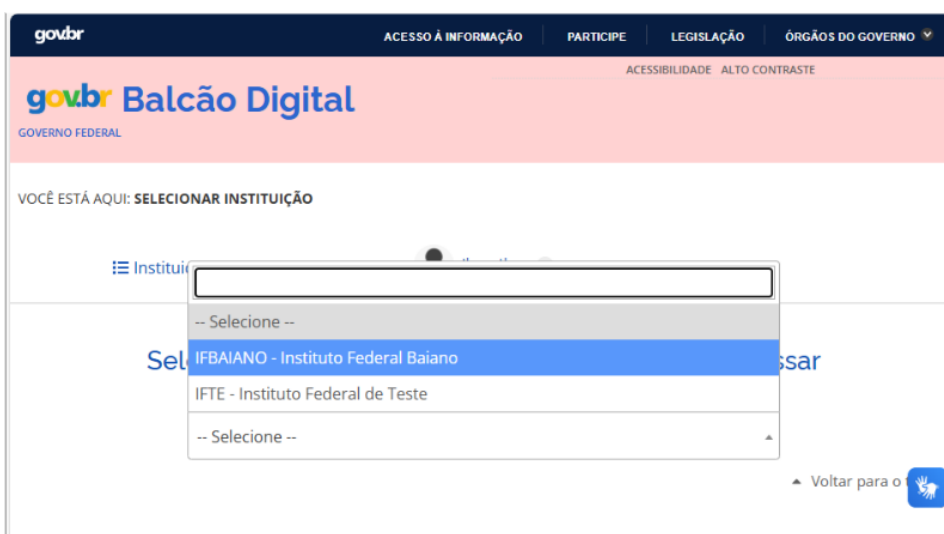 gov.br ACESSO À INFORMAÇÃO PARTICIPE LEGISLAÇÃO ÓRGÃOS DO GOVERNO
ACESSIBILIDADE ALTO CONTRASTE
gov.br Balcão Digital
GOVERNO FEDERAL
VOCÊ ESTÁ AQUI: SELECIONAR INSTITUIÇÃO
-- Selecione --
IFBAIANO - Instituto Federal Baiano
IFTE - Instituto Federal de Teste
-- Selecione --
Voltar para o